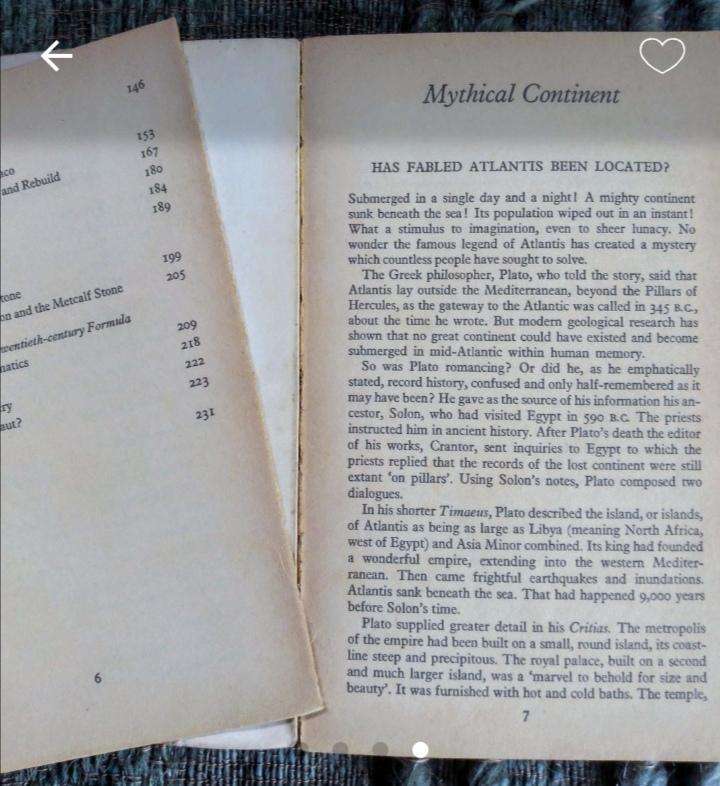 146
153
aco 167
and Rebuild 180
184
189
199
tone 205
on and the Metcalf Stone
wentieth-century Formula 209
natics 218
222
ry 223
aut? 231
6
Mythical Continent
HAS FABLED ATLANTIS BEEN LOCATED?
Submerged in a single day and a night! A mighty continent
sunk beneath the sea! Its population wiped out in an instant!
What a stimulus to imagination, even to sheer lunacy. No
wonder the famous legend of Atlantis has created a mystery
which countless people have sought to solve.
The Greek philosopher, Plato, who told the story, said that
Atlantis lay outside the Mediterranean, beyond the Pillars of
Hercules, as the gateway to the Atlantic was called in 345 B.C.,
about the time he wrote. But modern geological research has
shown that no great continent could have existed and become
submerged in mid-Atlantic within human memory.
So was Plato romancing? Or did he, as he emphatically
stated, record history, confused and only half-remembered as it
may have been? He gave as the source of his information his an-
cestor, Solon, who had visited Egypt in 590 B.C. The priests
instructed him in ancient history. After Plato's death the editor
of his works, Crantor, sent inquiries to Egypt to which the
priests replied that the records of the lost continent were still
extant 'on pillars'. Using Solon's notes, Plato composed two
dialogues.
In his shorter Timaeus, Plato described the island, or islands,
of Atlantis as being as large as Libya (meaning North Africa,
west of Egypt) and Asia Minor combined. Its king had founded
a wonderful empire, extending into the western Mediter-
ranean. Then came frightful earthquakes and inundations.
Atlantis sank beneath the sea. That had happened 9,000 years
before Solon's time.
Plato supplied greater detail in his Critias. The metropolis
of the empire had been built on a small, round island, its coast-
line steep and precipitous. The royal palace, built on a second
and much larger island, was a 'marvel to behold for size and
beauty'. It was furnished with hot and cold baths. The temple,
7